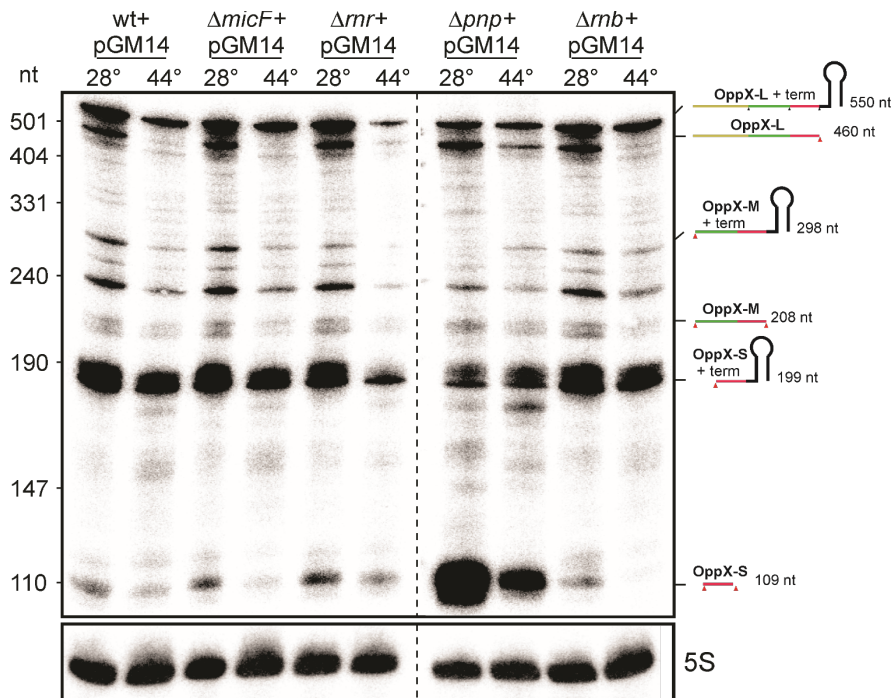 wt+ ΔmicF+ Δrnr+ Δpnp+ Δrnb+
pGM14 pGM14 pGM14 pGM14 pGM14
nt 28° 44° 28° 44° 28° 44° 28° 44° 28° 44°
501
404
331
240
190
147
110
OppX-L + term 550 nt
OppX-L 460 nt
OppX-M
+ term 298 nt
OppX-M 208 nt
OppX-S
+ term 199 nt
OppX-S 109 nt
5S